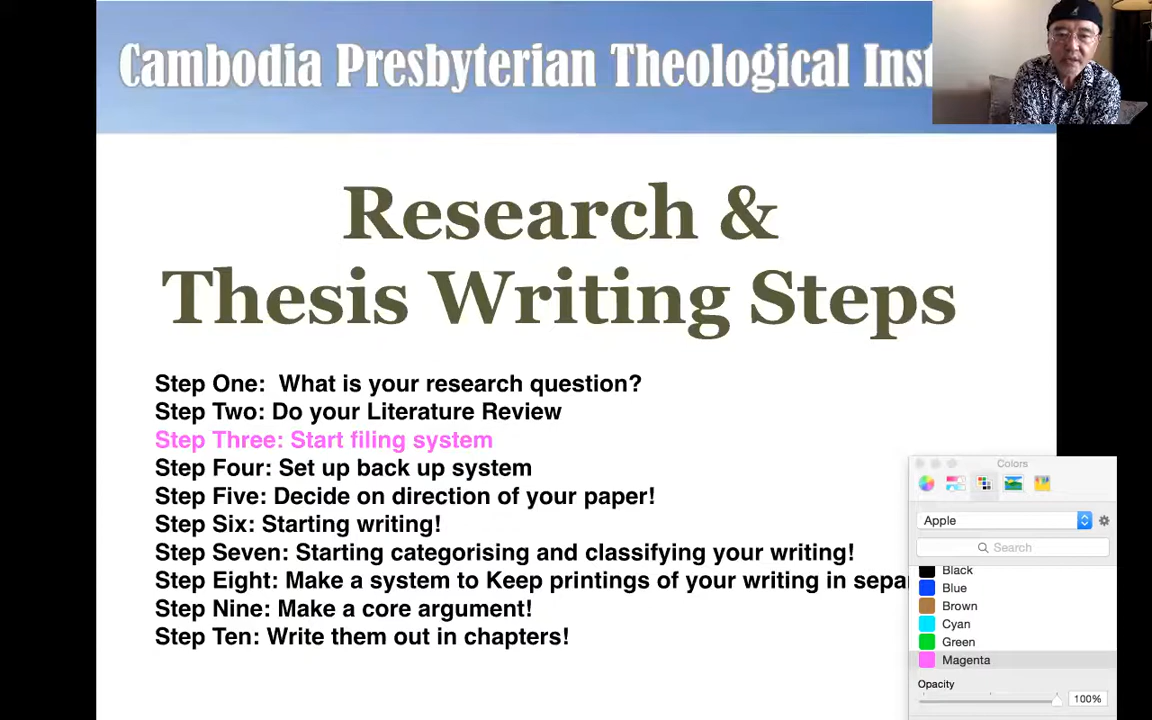 Cambodia Presbyterian Theological Inst
Research &
Thesis Writing Steps
Step One:  What is your research question?
Step Two: Do your Literature Review
Step Three: Start filing system
Step Four: Set up back up system
Step Five: Decide on direction of your paper!
Step Six: Starting writing!
Step Seven: Starting categorising and classifying your writing!
Step Eight: Make a system to Keep printings of your writing in sepa
Step Nine: Make a core argument!
Step Ten: Write them out in chapters!
Colors
Apple
Search
Black
Blue
Brown
Cyan
Green
Magenta
Opacity
100%